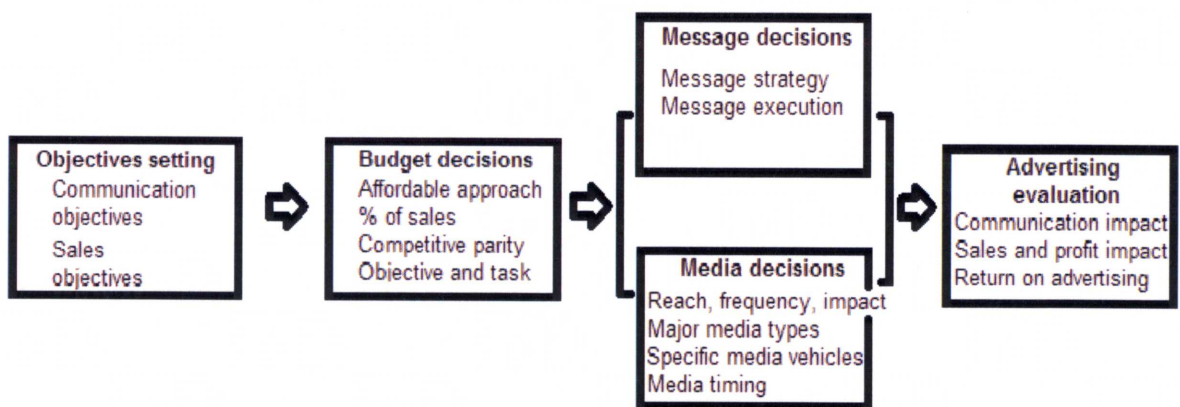 Objectives setting
Communication
objectives
Sales
objectives
Budget decisions
Affordable approach
% of sales
Competitive parity
Objective and task
Message decisions
Message strategy
Message execution
Media decisions
Reach, frequency, impact
Major media types
Specific media vehicles
Media timing
Advertising
evaluation
Communication impact
Sales and profit impact
Return on advertising